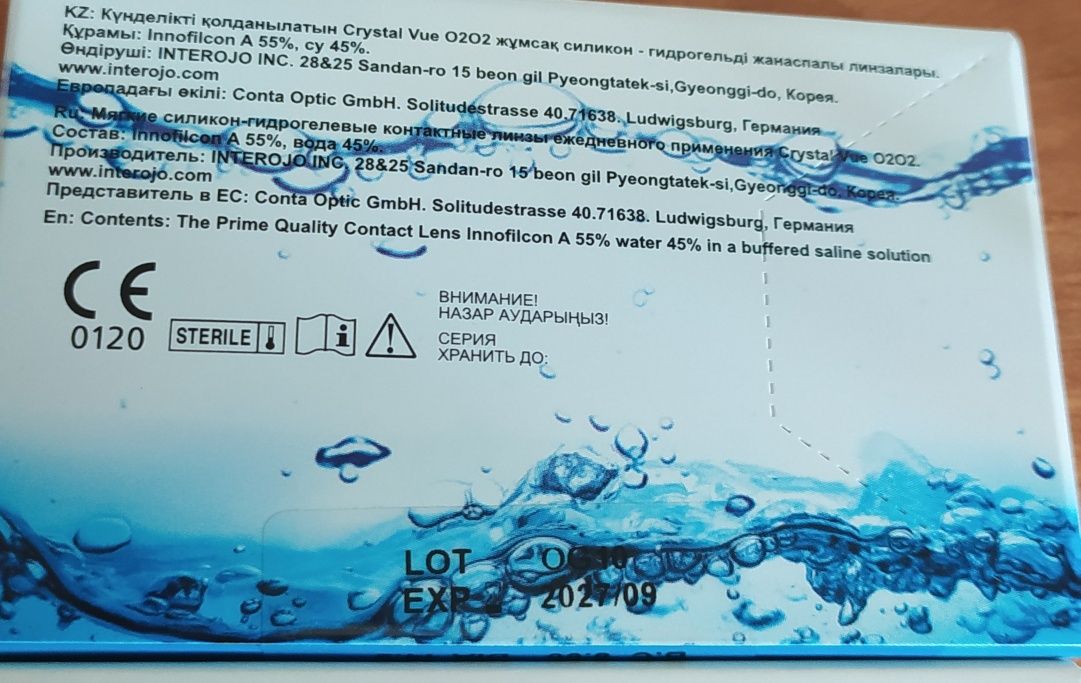 KZ: Күнделікті қолданылатын Crystal Vue O2O2 жұмсақ силикон - гидрогельді жанаспалы линзалары.
Құрамы: Innofilcon A 55%, су 45%.
Өндіруші: INTEROJO INC. 28&25 Sandan-ro 15 beon gil Pyeongtatek-si,Gyeonggi-do, Корея.
www.interojo.com
Европадағы өкілі: Conta Optic GmbH. Solitudestrasse 40.71638. Ludwigsburg, Германия
Ru: Мягкие силикон-гидрогелевые контактные линзы ежедневного применения Crystal Vue O2O2.
Состав: Innofilcon A 55%, вода 45%.
Производитель: INTEROJO INC, 28&25 Sandan-ro 15 beon gil Pyeongtatek-si,Gyeonggi-do, Корея.
www.interojo.com
Представитель в ЕС: Conta Optic GmbH. Solitudestrasse 40.71638. Ludwigsburg, Германия
En: Contents: The Prime Quality Contact Lens Innofilcon A 55% water 45% in a buffered saline solution
CE
0120
STERILE
ВНИМАНИЕ!
НАЗАР АУДАРЫҢЫЗ!
СЕРИЯ
ХРАНИТЬ ДО:
LOT
EXP 2027/09